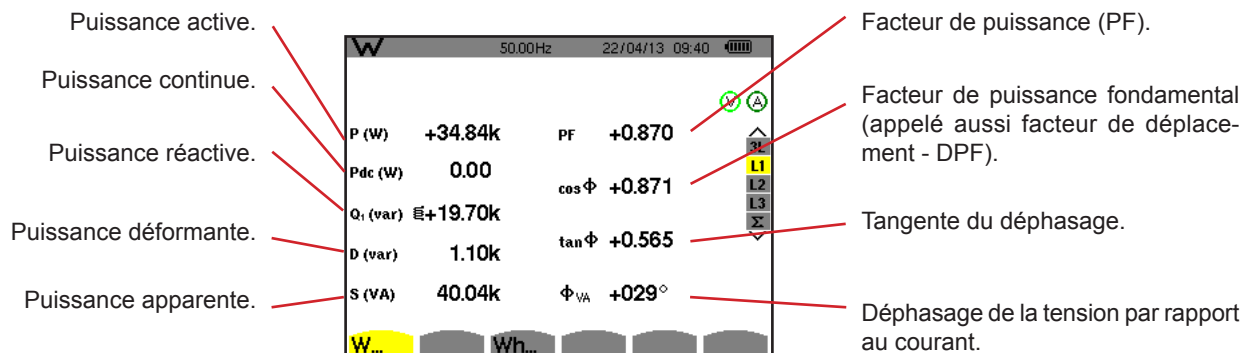 Puissance active.
Puissance continue.
Puissance réactive.
Puissance déformante.
Puissance apparente.
W 50.00Hz 22/04/13 09:40
V A
P (W) +34.84k PF +0.870
Pdc (W) 0.00 cos Φ +0.871
Q₁ (var) +19.70k tan Φ +0.565
D (var) 1.10k
S (VA) 40.04k Φ VA +029°
3L
L1
L2
L3
Σ
W... Wh...
Facteur de puissance (PF).
Facteur de puissance fondamental
(appelé aussi facteur de déplace-
ment - DPF).
Tangente du déphasage.
Déphasage de la tension par rapport
au courant.